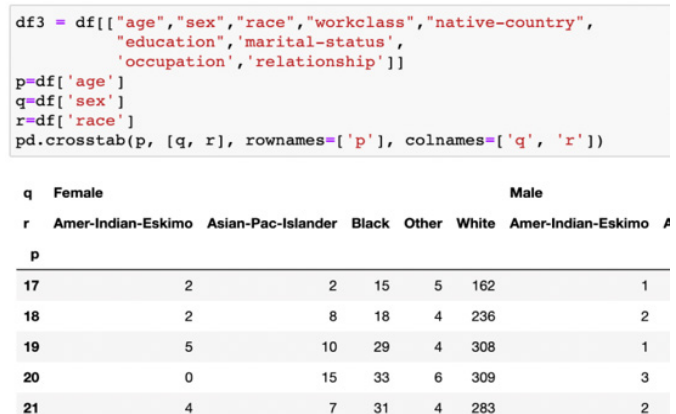 df3 = df[["age","sex","race","workclass","native-country",
"education",'marital-status',
'occupation','relationship']]
p=df['age']
q=df['sex']
r=df['race']
pd.crosstab(p, [q, r], rownames=['p'], colnames=['q', 'r'])
q Female Male
r Amer-Indian-Eskimo Asian-Pac-Islander Black Other White Amer-Indian-Eskimo A
p
17 2 2 15 5 162 1
18 2 8 18 4 236 2
19 5 10 29 4 308 1
20 0 15 33 6 309 3
21 4 7 31 4 283 2